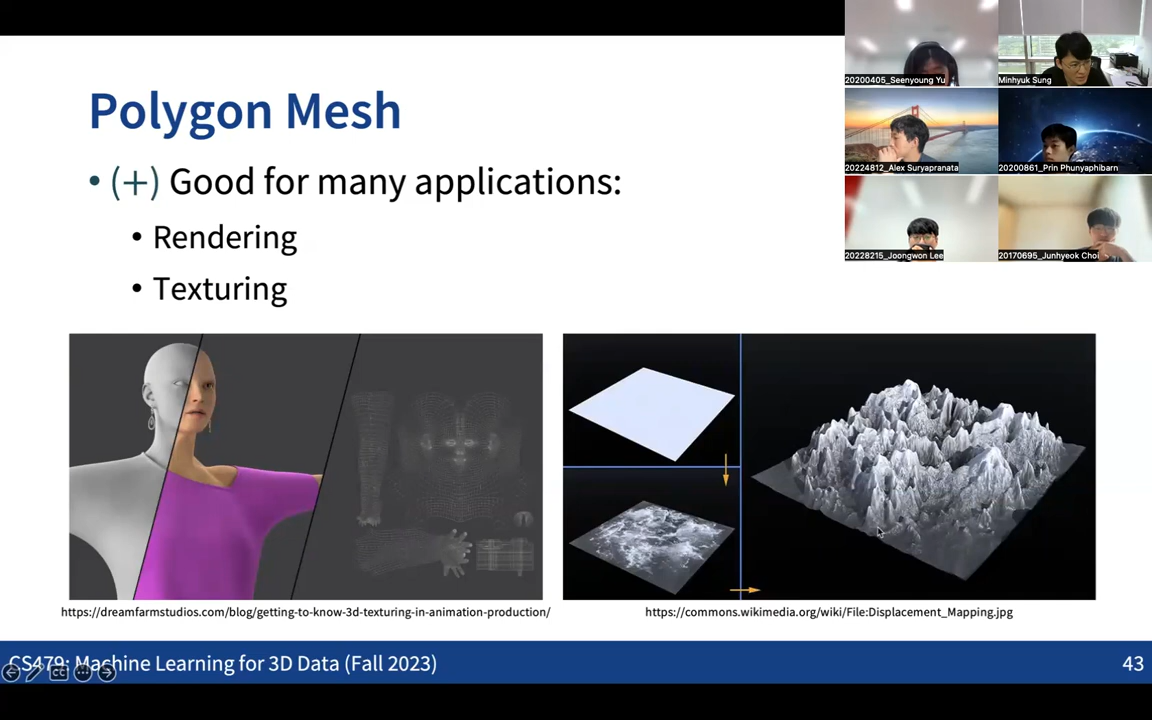 Polygon Mesh
• (+) Good for many applications:
• Rendering
• Texturing
https://dreamfarmstudios.com/blog/getting-to-know-3d-texturing-in-animation-production/
https://commons.wikimedia.org/wiki/File:Displacement_Mapping.jpg
CS479: Machine Learning for 3D Data (Fall 2023)
43
20200405_Seenyoung Yu
Minhyuk Sung
20224812_Alex Suryapranata
20200861_Prin Phunyaphibarn
20228215_Joongwon Lee
20170695_Junhyeok Choi